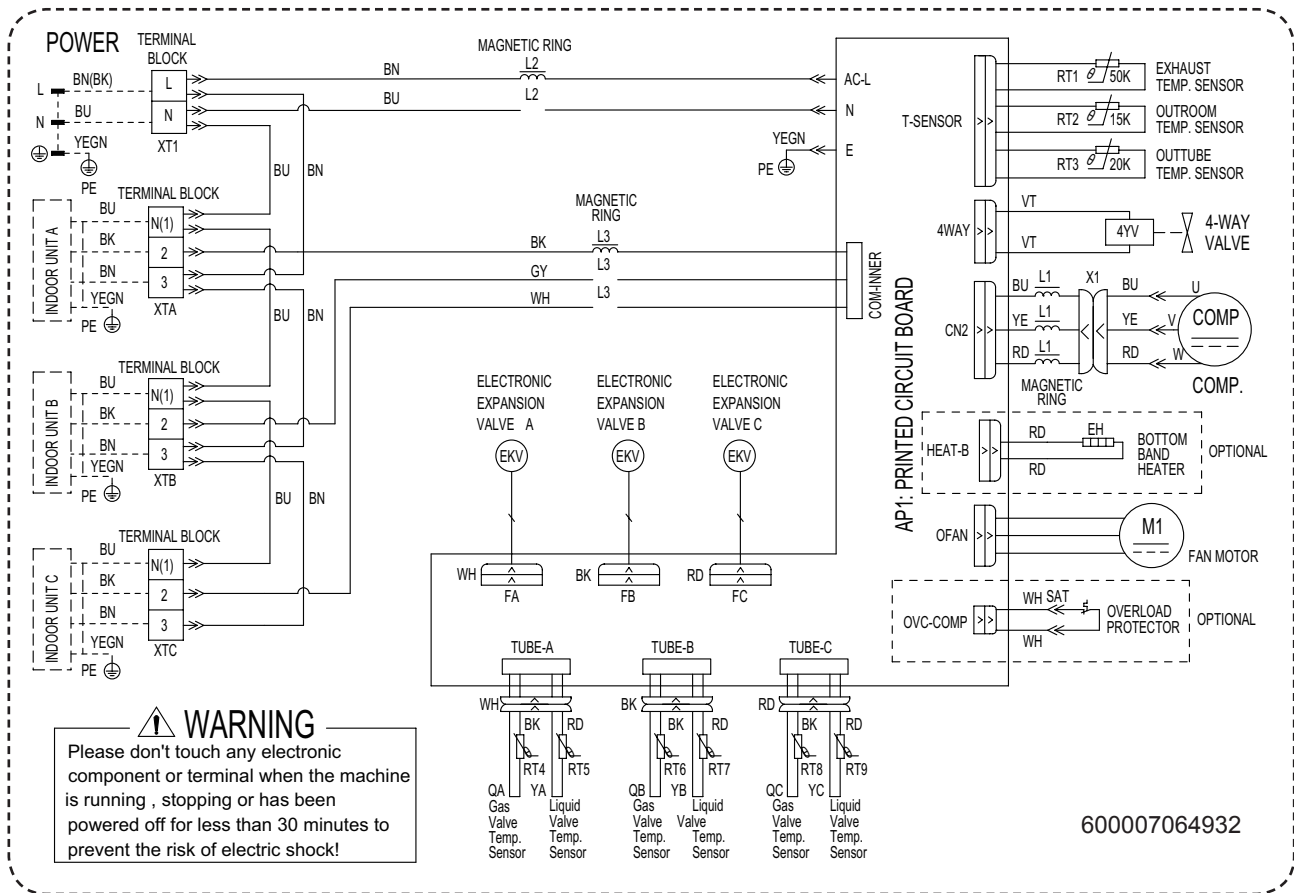 POWER
TERMINAL
BLOCK
L
BN(BK)
L
N
BU
N
YEGN
XT1
PE
BN
BU
MAGNETIC RING
L2
L2
AC-L
N
YEGN
PE
E
BU
BN
TERMINAL BLOCK
INDOOR UNIT A
BU
N(1)
BK
2
BN
3
YEGN
XTA
PE
MAGNETIC
RING
BK
L3
GY
L3
WH
L3
COM-INNER
BU
BN
TERMINAL BLOCK
INDOOR UNIT B
BU
N(1)
BK
2
BN
3
YEGN
XTB
PE
BU
BN
TERMINAL BLOCK
INDOOR UNIT C
BU
N(1)
BK
2
BN
3
YEGN
XTC
PE
ELECTRONIC
EXPANSION
VALVE A
EKV
WH
FA
ELECTRONIC
EXPANSION
VALVE B
EKV
BK
FB
ELECTRONIC
EXPANSION
VALVE C
EKV
RD
FC
AP1: PRINTED CIRCUIT BOARD
T-SENSOR
RT1
θ
50K
EXHAUST
TEMP. SENSOR
RT2
θ
15K
OUTROOM
TEMP. SENSOR
RT3
θ
20K
OUTTUBE
TEMP. SENSOR
4WAY
VT
VT
4YV
4-WAY
VALVE
CN2
BU
L1
X1
BU
U
YE
L1
YE
V
RD
L1
RD
W
MAGNETIC
RING
COMP
COMP.
HEAT-B
RD
EH
RD
BOTTOM
BAND
HEATER
OPTIONAL
OFAN
M1
FAN MOTOR
OVC-COMP
WH
SAT
WH
OVERLOAD
PROTECTOR
OPTIONAL
TUBE-A
WH
BK
RD
RT4
RT5
QA
YA
Gas
Valve
Temp.
Sensor
Liquid
Valve
Temp.
Sensor
TUBE-B
BK
BK
RD
RT6
RT7
QB
YB
Gas
Valve
Temp.
Sensor
Liquid
Valve
Temp.
Sensor
TUBE-C
RD
BK
RD
RT8
RT9
QC
YC
Gas
Valve
Temp.
Sensor
Liquid
Valve
Temp.
Sensor
WARNING
Please don't touch any electronic
component or terminal when the machine
is running , stopping or has been
powered off for less than 30 minutes to
prevent the risk of electric shock!
600007064932